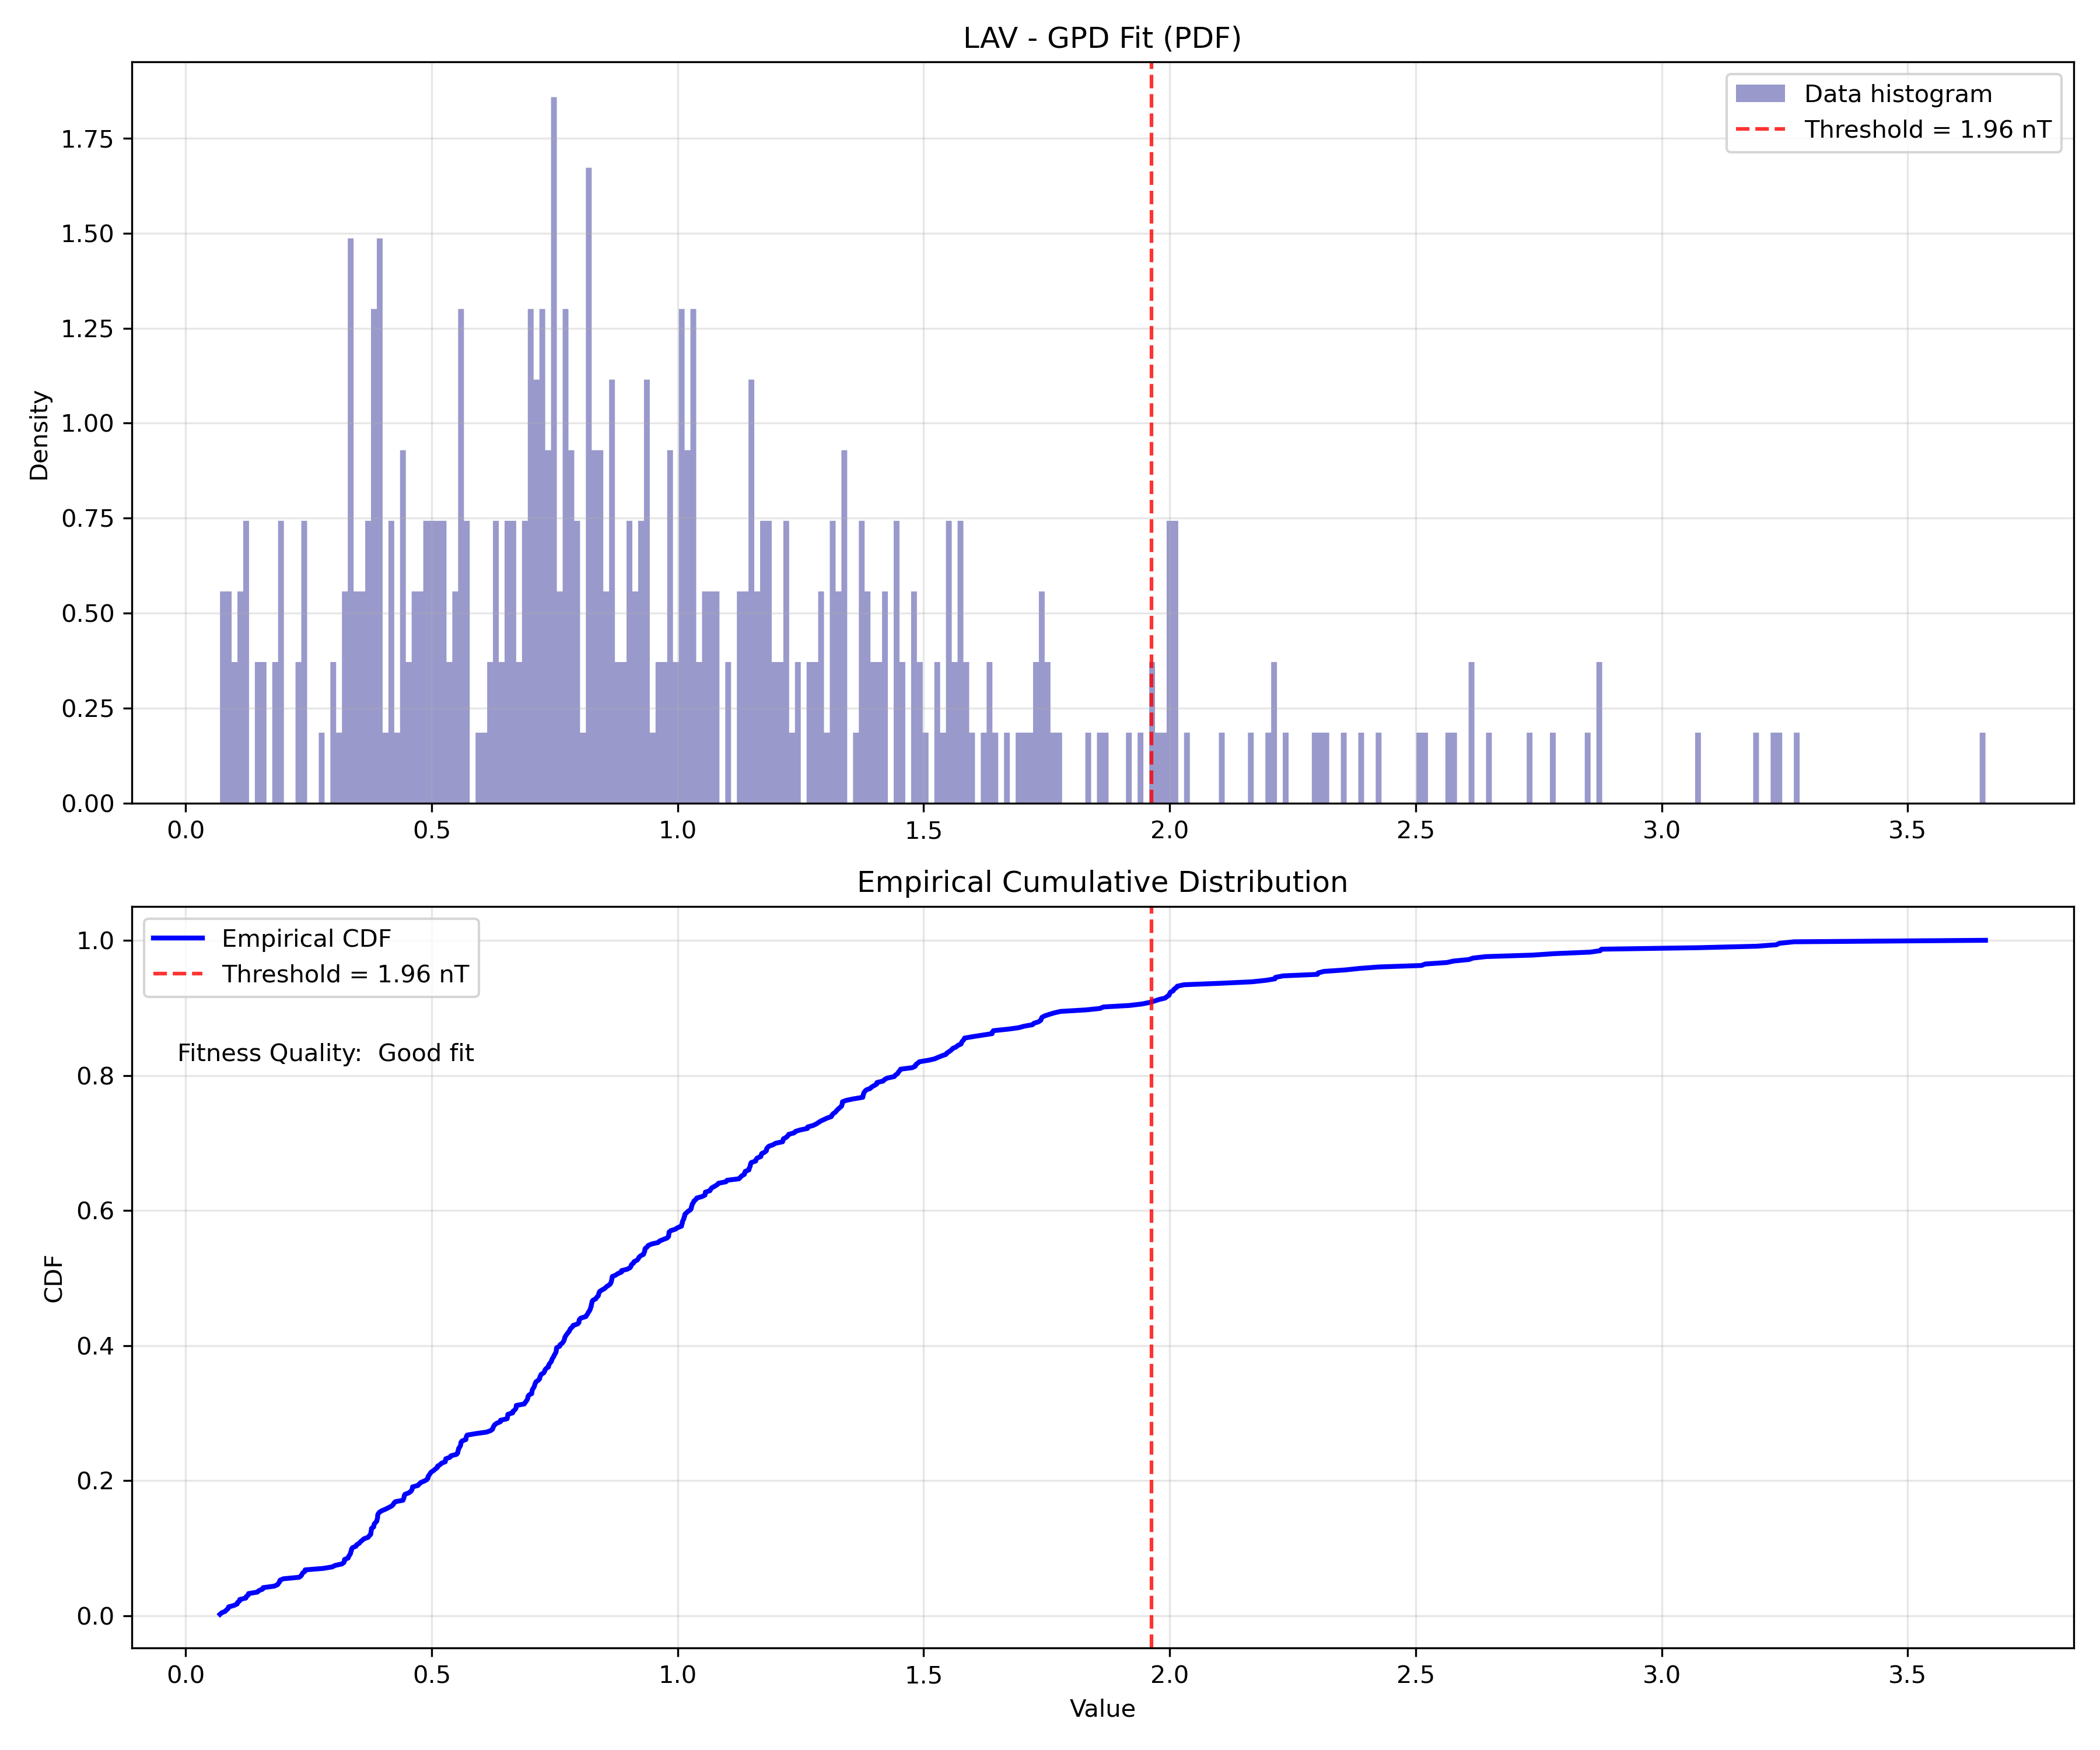 LAV - GPD Fit (PDF)
Data histogram
Threshold = 1.96 nT
Density
1.75
1.50
1.25
1.00
0.75
0.50
0.25
0.00
0.0 0.5 1.0 1.5 2.0 2.5 3.0 3.5
Empirical Cumulative Distribution
Empirical CDF
Threshold = 1.96 nT
Fitness Quality:  Good fit
CDF
1.0
0.8
0.6
0.4
0.2
0.0
0.0 0.5 1.0 1.5 2.0 2.5 3.0 3.5
Value